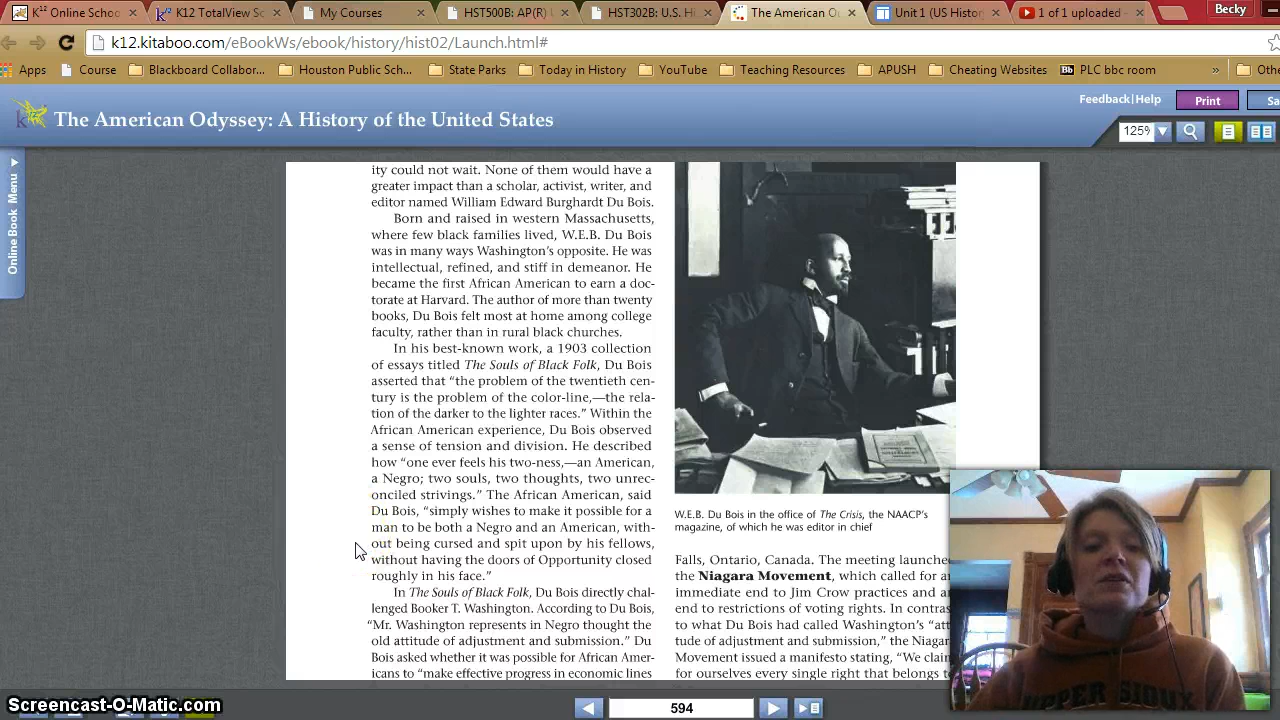 K¹² Online Schoo
K12 TotalView Sc
My Courses
HST500B: AP(R) U
HST302B: U.S. Hi
The American O
Unit 1 (US Histor
1 of 1 uploaded -
Becky
k12.kitaboo.com/eBookWs/ebook/history/hist02/Launch.html#
Apps
Course
Blackboard Collabor...
Houston Public Sch...
State Parks
Today in History
YouTube
Teaching Resources
APUSH
Cheating Websites
Bb PLC bbc room
»
Othe
The American Odyssey: A History of the United States
Feedback|Help
Print
Sa
125%
Online Book Menu
ity could not wait. None of them would have a
greater impact than a scholar, activist, writer, and
editor named William Edward Burghardt Du Bois.
Born and raised in western Massachusetts,
where few black families lived, W.E.B. Du Bois
was in many ways Washington's opposite. He was
intellectual, refined, and stiff in demeanor. He
became the first African American to earn a doc-
torate at Harvard. The author of more than twenty
books, Du Bois felt most at home among college
faculty, rather than in rural black churches.
In his best-known work, a 1903 collection
of essays titled The Souls of Black Folk, Du Bois
asserted that “the problem of the twentieth cen-
tury is the problem of the color-line,—the rela-
tion of the darker to the lighter races.” Within the
African American experience, Du Bois observed
a sense of tension and division. He described
how “one ever feels his two-ness,—an American,
a Negro; two souls, two thoughts, two unrec-
onciled strivings.” The African American, said
Du Bois, “simply wishes to make it possible for a
man to be both a Negro and an American, with-
out being cursed and spit upon by his fellows,
without having the doors of Opportunity closed
roughly in his face.”
In The Souls of Black Folk, Du Bois directly chal-
lenged Booker T. Washington. According to Du Bois,
“Mr. Washington represents in Negro thought the
old attitude of adjustment and submission.” Du
Bois asked whether it was possible for African Amer-
icans to “make effective progress in economic lines
W.E.B. Du Bois in the office of The Crisis, the NAACP's
magazine, of which he was editor in chief
Falls, Ontario, Canada. The meeting launched
the Niagara Movement, which called for an
immediate end to Jim Crow practices and an
end to restrictions of voting rights. In contras
to what Du Bois had called Washington's “att
tude of adjustment and submission,” the Niagar
Movement issued a manifesto stating, “We claim
for ourselves every single right that belongs to
UPPER SIOUX
594
Screencast-O-Matic.com